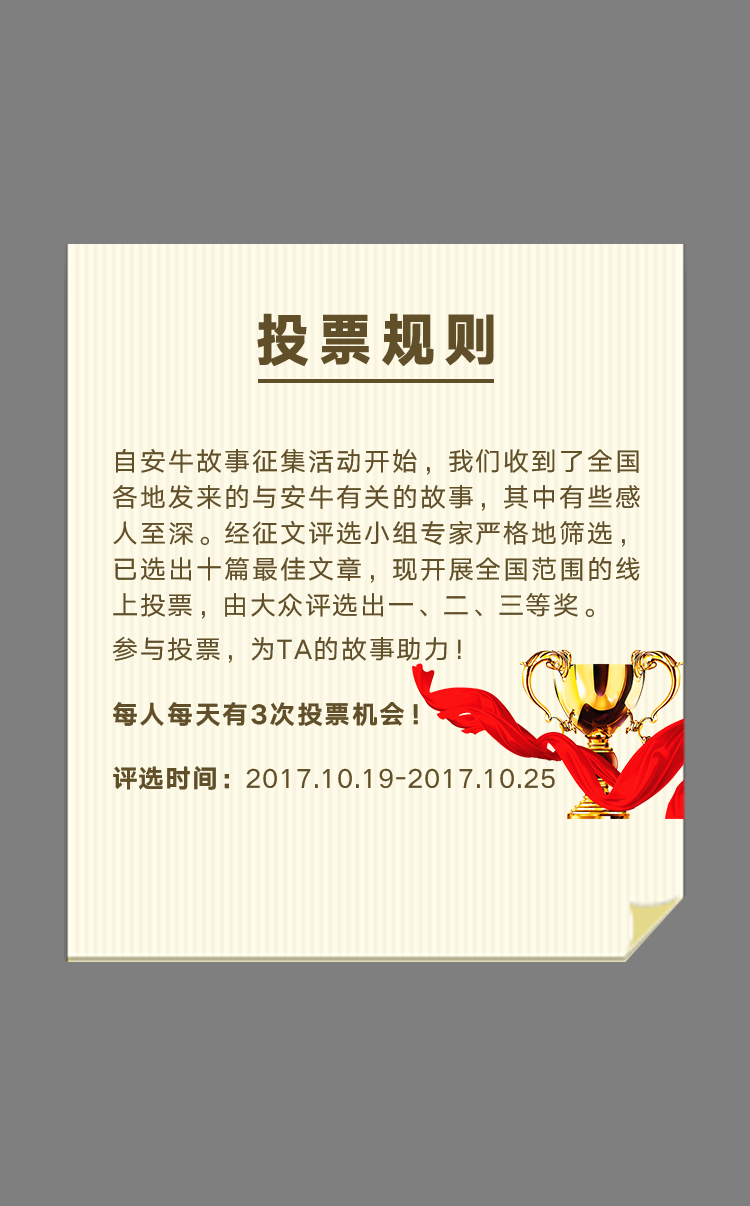 投票规则
自安牛故事征集活动开始，我们收到了全国
各地发来的与安牛有关的故事，其中有些感
人至深。经征文评选小组专家严格地筛选，
已选出十篇最佳文章，现开展全国范围的线
上投票，由大众评选出一、二、三等奖。
参与投票，为TA的故事助力！
每人每天有3次投票机会！
评选时间：2017.10.19-2017.10.25